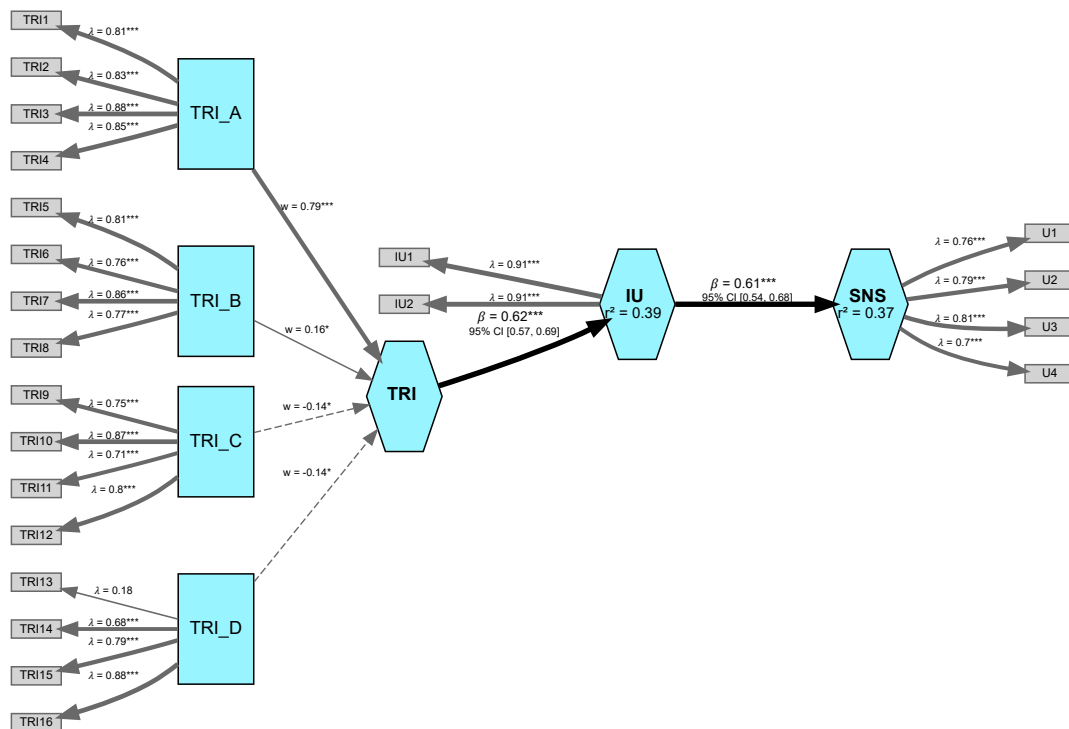 TRI1
λ = 0.81***
TRI2
λ = 0.83***
TRI3
λ = 0.88***
TRI_A
λ = 0.85***
TRI4
TRI5
λ = 0.81***
w = 0.79***
TRI6
λ = 0.76***
TRI7
λ = 0.86***
TRI_B
λ = 0.77***
TRI8
w = 0.16*
IU1
λ = 0.91***
IU2
λ = 0.91***
β = 0.62***
95% CI [0.57, 0.69]
IU
r² = 0.39
β = 0.61***
95% CI [0.54, 0.68]
SNS
r² = 0.37
λ = 0.76***
U1
λ = 0.79***
U2
λ = 0.81***
U3
λ = 0.7***
U4
TRI
TRI9
λ = 0.75***
TRI10
λ = 0.87***
TRI_C
w = -0.14*
λ = 0.71***
TRI11
λ = 0.8***
TRI12
w = -0.14*
TRI13
λ = 0.18
TRI14
λ = 0.68***
TRI_D
λ = 0.79***
TRI15
λ = 0.88***
TRI16